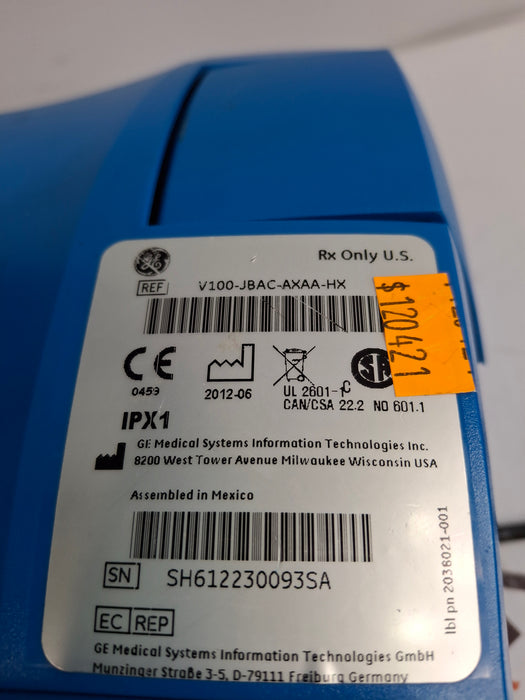 Rx Only U.S.
REF V100-JBAC-AXAA-HX
$120421
CE
0459
2012-06
UL 2601-1
C SA
CAN/CSA 22.2 NO 601.1
IPX1
GE Medical Systems Information Technologies Inc.
8200 West Tower Avenue Milwaukee Wisconsin USA
Assembled in Mexico
SN SH612230093SA
EC REP
GE Medical Systems Information Technologies GmbH
Munzinger Straße 3-5, D-79111 Freiburg Germany
lbl pn 2036021-001